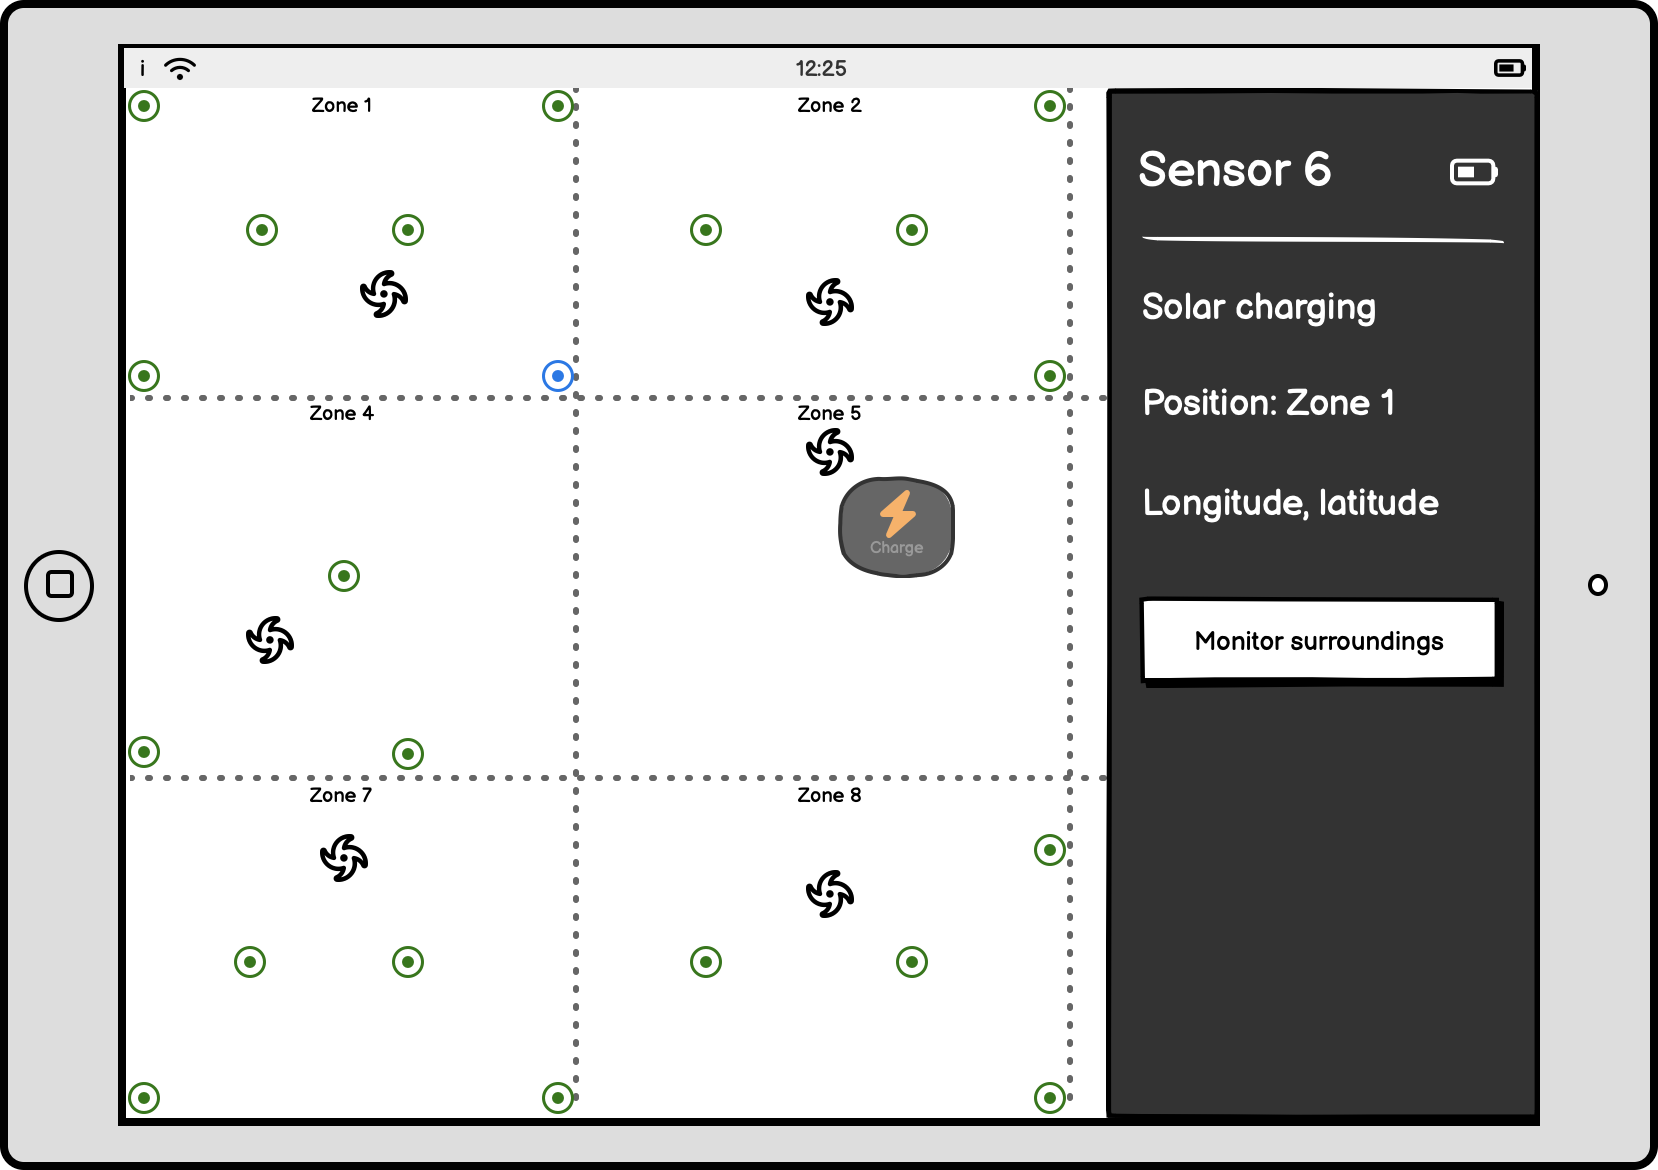 i 12:25
Zone 1
Zone 2
Zone 4
Zone 5
Charge
Zone 7
Zone 8
Sensor 6
Solar charging
Position: Zone 1
Longitude, latitude
Monitor surroundings